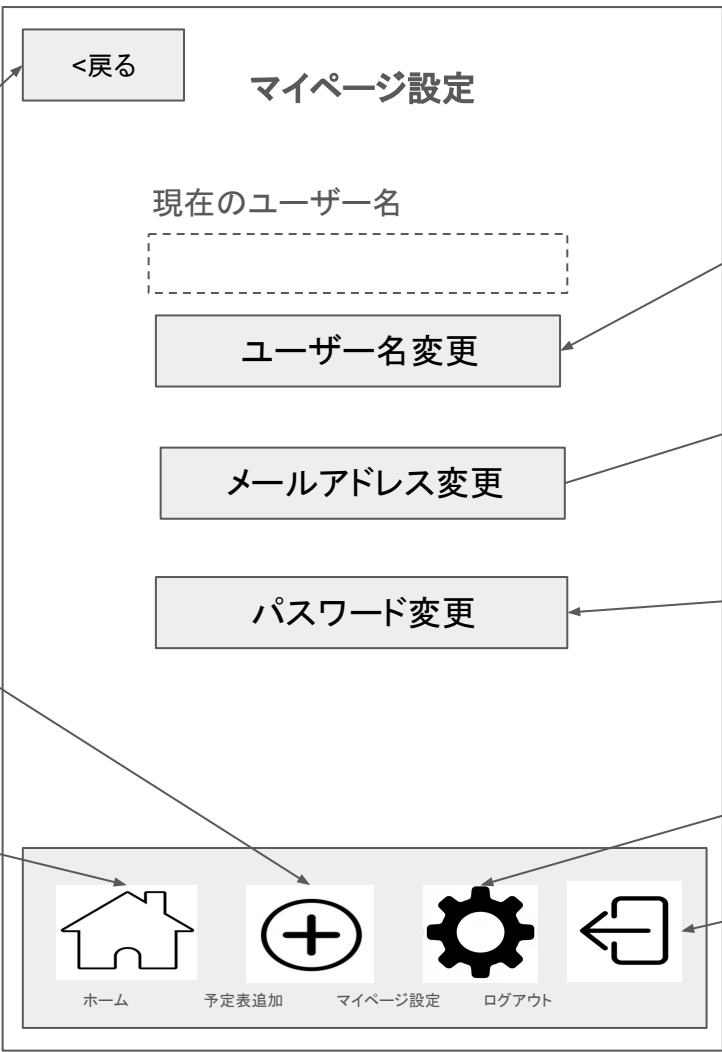 <戻る
マイページ設定
現在のユーザー名
ユーザー名変更
メールアドレス変更
パスワード変更
ホーム 予定表追加 マイページ設定 ログアウト